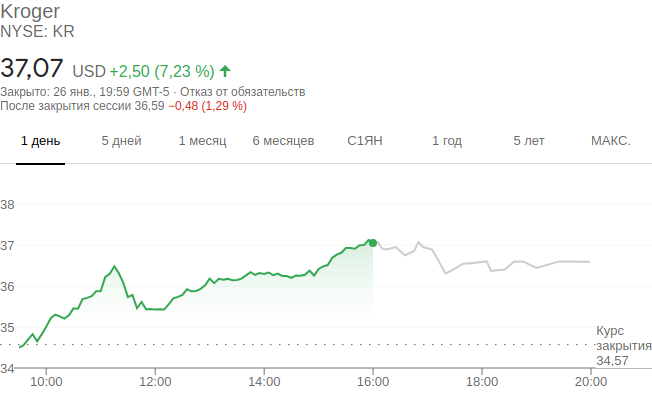 Kroger
NYSE: KR
37,07 USD +2,50 (7,23 %)
Закрыто: 26 янв., 19:59 GMT-5 · Отказ от обязательств
После закрытия сессии 36,59 −0,48 (1,29 %)
1 день 5 дней 1 месяц 6 месяцев С1ЯН 1 год 5 лет МАКС.
38
37
36
35
34
Курс
закрытия
34,57
10:00 12:00 14:00 16:00 18:00 20:00